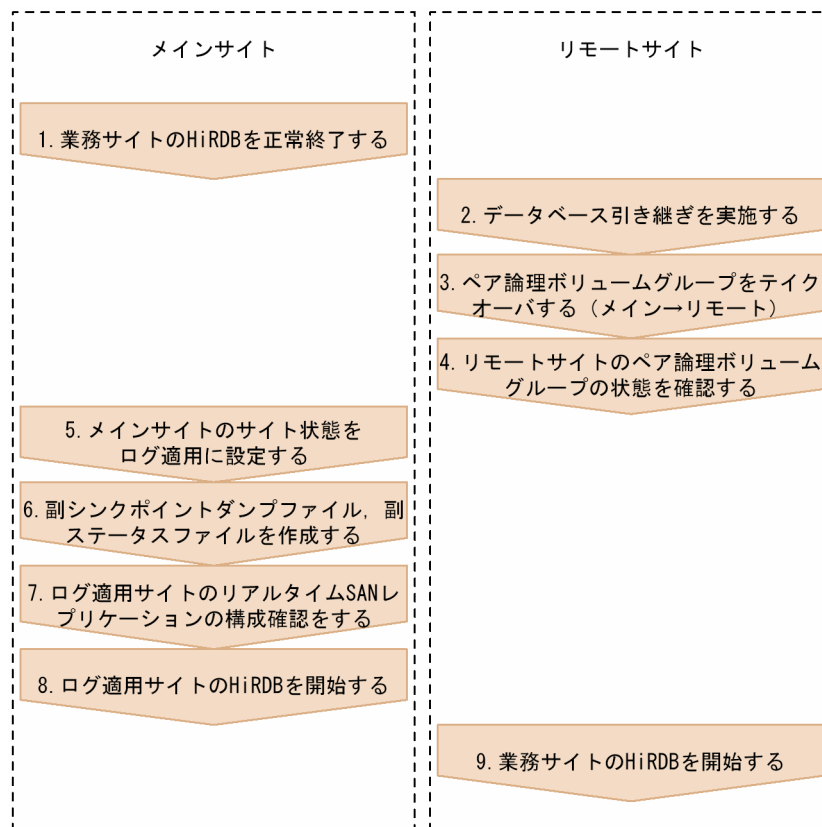 メインサイト
リモートサイト
1. 業務サイトのHiRDBを正常終了する
2. データベース引き継ぎを実施する
3. ペア論理ボリュームグループをテイク
オーバする（メイン→リモート）
4. リモートサイトのペア論理ボリューム
グループの状態を確認する
5. メインサイトのサイト状態を
ログ適用に設定する
6. 副シンクポイントダンプファイル，副
ステータスファイルを作成する
7. ログ適用サイトのリアルタイムSANレ
プリケーションの構成確認をする
8. ログ適用サイトのHiRDBを開始する
9. 業務サイトのHiRDBを開始する